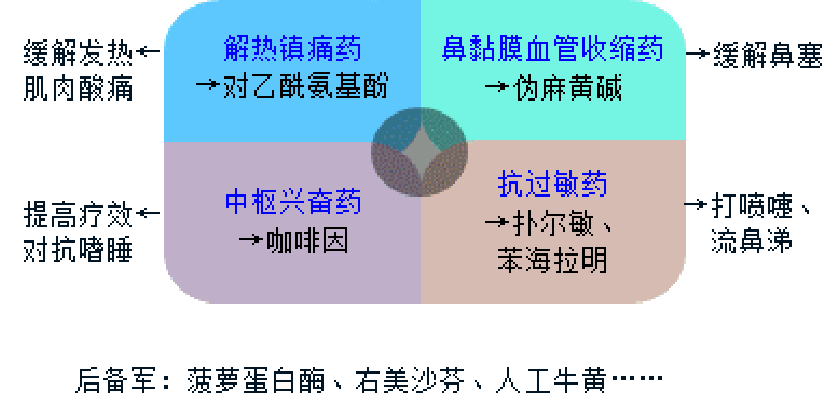 缓解发热←
肌肉酸痛
解热镇痛药
→对乙酰氨基酚
鼻黏膜血管收缩药
→伪麻黄碱
→缓解鼻塞
提高疗效←
对抗嗜睡
中枢兴奋药
→咖啡因
抗过敏药
→扑尔敏、
苯海拉明
→打喷嚏、
流鼻涕
后备军：菠萝蛋白酶、右美沙芬、人工牛黄……